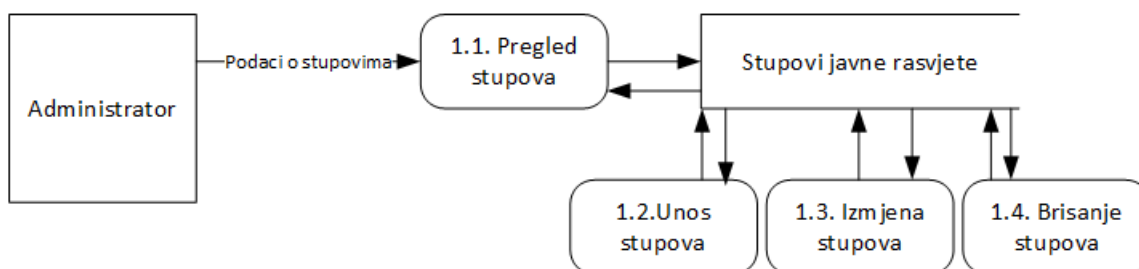 Administrator
Podaci o stupovima
1.1. Pregled
stupova
Stupovi javne rasvjete
1.2.Unos
stupova
1.3. Izmjena
stupova
1.4. Brisanje
stupova